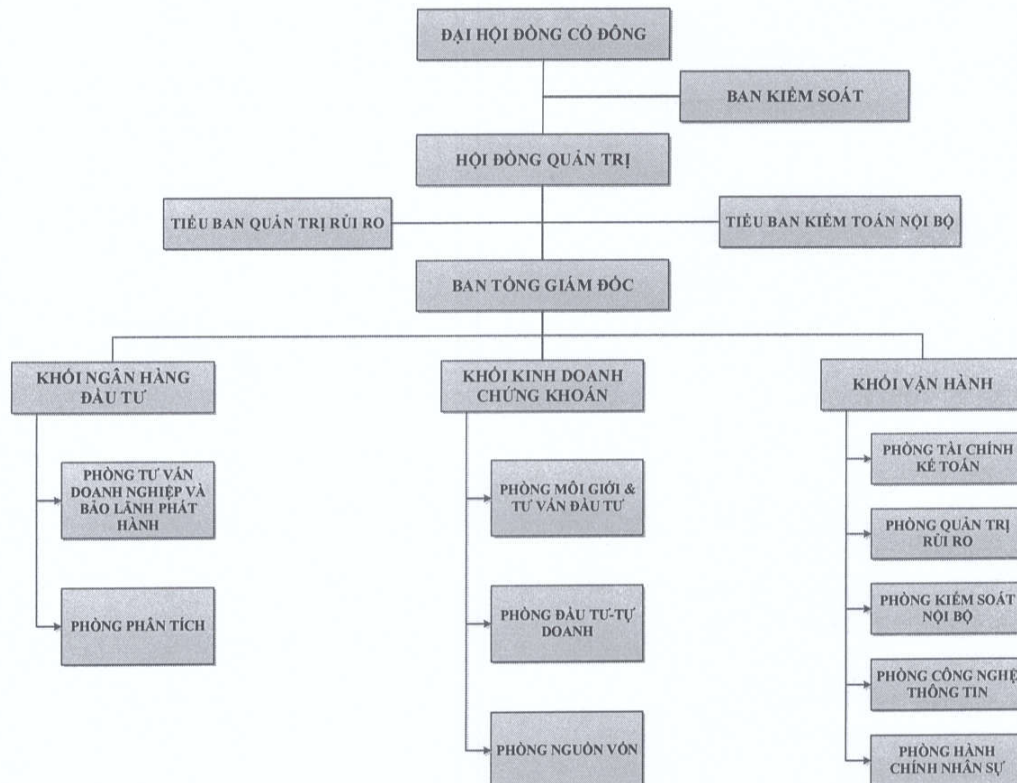 ĐẠI HỘI ĐỒNG CỔ ĐÔNG
BAN KIỂM SOÁT
HỘI ĐỒNG QUẢN TRỊ
TIỂU BAN QUẢN TRỊ RỦI RO
TIỂU BAN KIỂM TOÁN NỘI BỘ
BAN TỔNG GIÁM ĐỐC
KHỐI NGÂN HÀNG
ĐẦU TƯ
KHỐI KINH DOANH
CHỨNG KHOÁN
KHỐI VẬN HÀNH
PHÒNG TƯ VẤN
DOANH NGHIỆP VÀ
BẢO LÃNH PHÁT
HÀNH
PHÒNG PHÂN TÍCH
PHÒNG MÔI GIỚI &
TƯ VẤN ĐẦU TƯ
PHÒNG ĐẦU TƯ-TỰ
DOANH
PHÒNG NGUỒN VỐN
PHÒNG TÀI CHÍNH
KẾ TOÁN
PHÒNG QUẢN TRỊ
RỦI RO
PHÒNG KIỂM SOÁT
NỘI BỘ
PHÒNG CÔNG NGHỆ
THÔNG TIN
PHÒNG HÀNH
CHÍNH NHÂN SỰ